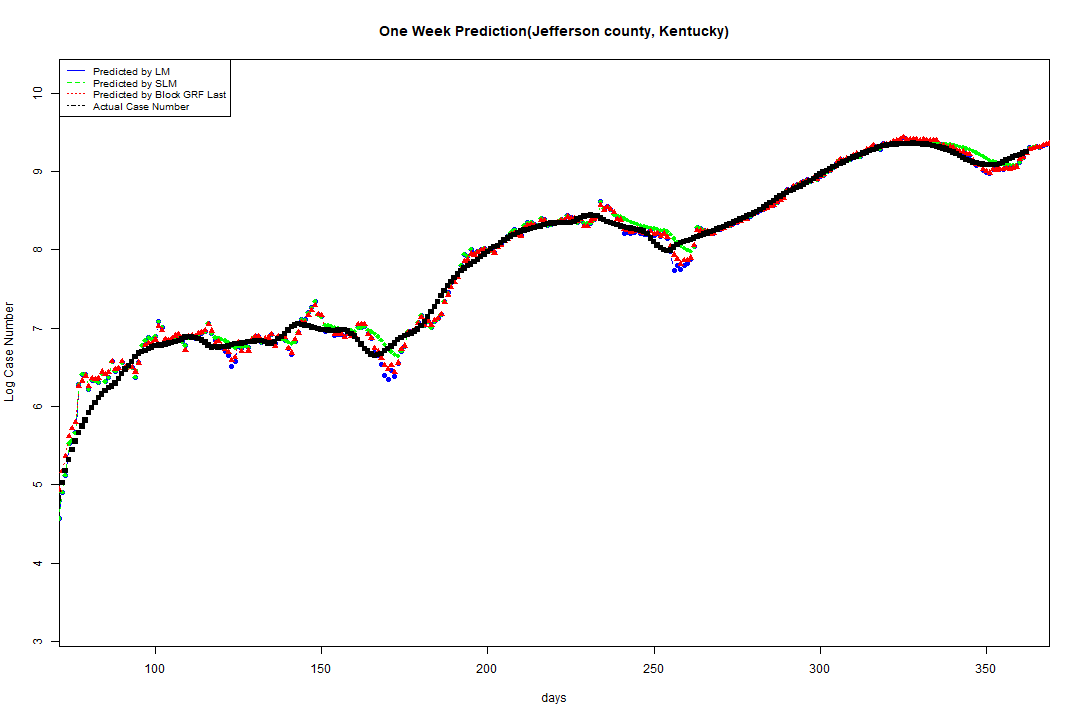 One Week Prediction(Jefferson county, Kentucky)
Predicted by LM
Predicted by SLM
Predicted by Block GRF Last
Actual Case Number
Log Case Number
10
9
8
7
6
5
4
3
100 150 200 250 300 350
days